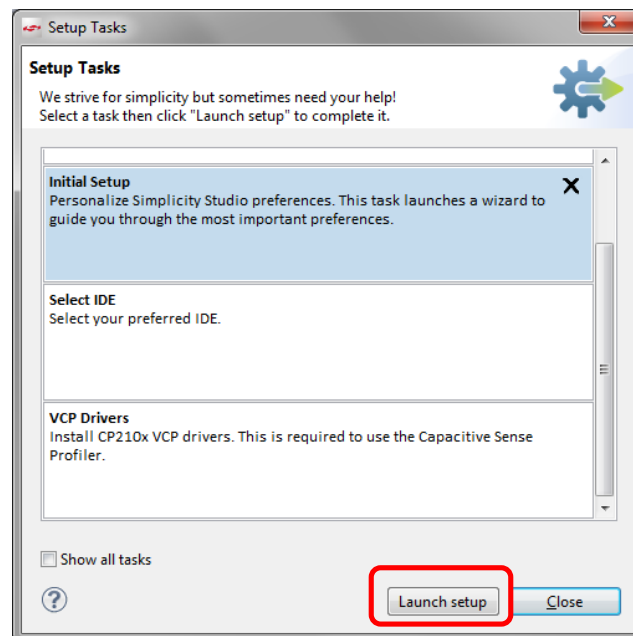 Setup Tasks
Setup Tasks
We strive for simplicity but sometimes need your help!
Select a task then click "Launch setup" to complete it.
Initial Setup
Personalize Simplicity Studio preferences. This task launches a wizard to
guide you through the most important preferences.
Select IDE
Select your preferred IDE.
VCP Drivers
Install CP210x VCP drivers. This is required to use the Capacitive Sense
Profiler.
Show all tasks
Launch setup
Close